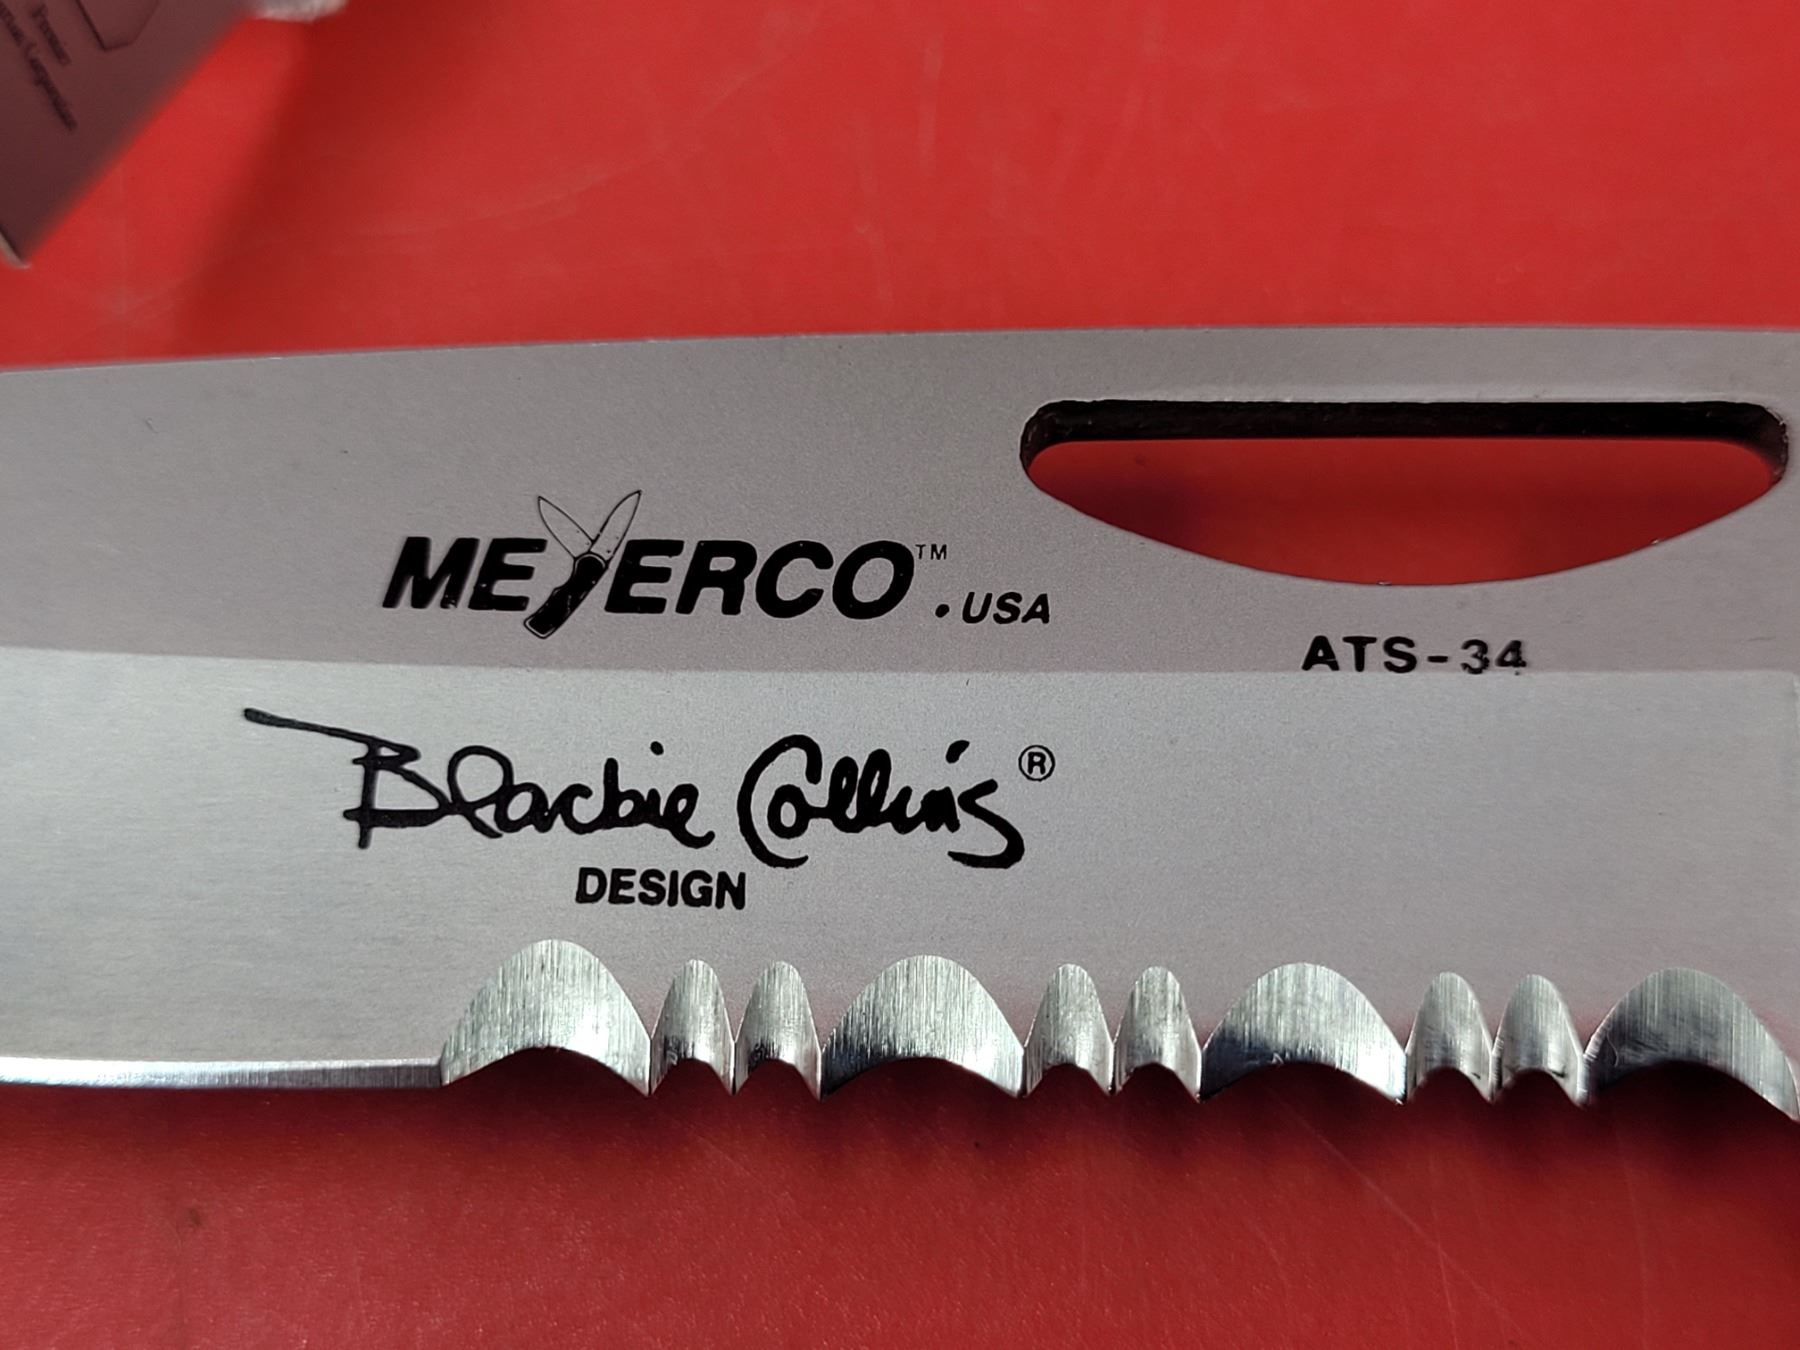 MEYERCO™ . USA
ATS-34
Blackie Collins®
DESIGN